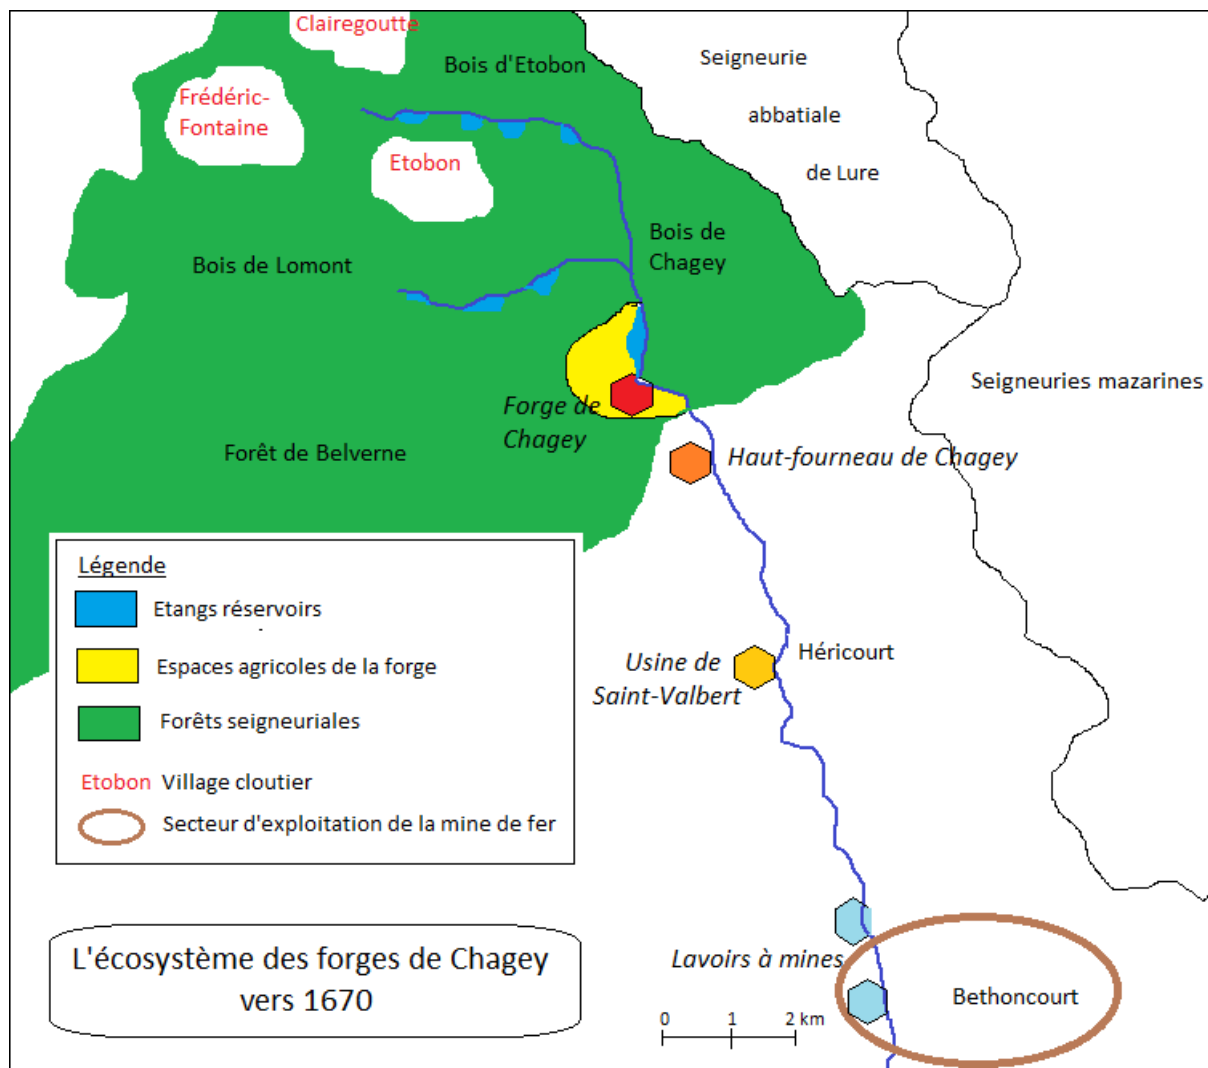 Clairegoutte
Bois d'Etobon
Seigneurie
abbatiale
de Lure
Frédéric-
Fontaine
Etobon
Bois de
Chagey
Bois de Lomont
Seigneuries mazarines
Forge de
Chagey
Forêt de Belverne
Haut-fourneau de Chagey
Légende
Etangs réservoirs
Espaces agricoles de la forge
Forêts seigneuriales
Etobon Village cloutier
Secteur d'exploitation de la mine de fer
Usine de
Saint-Valbert
Héricourt
L'écosystème des forges de Chagey
vers 1670
Lavoirs à mines
Bethoncourt
0 1 2 km